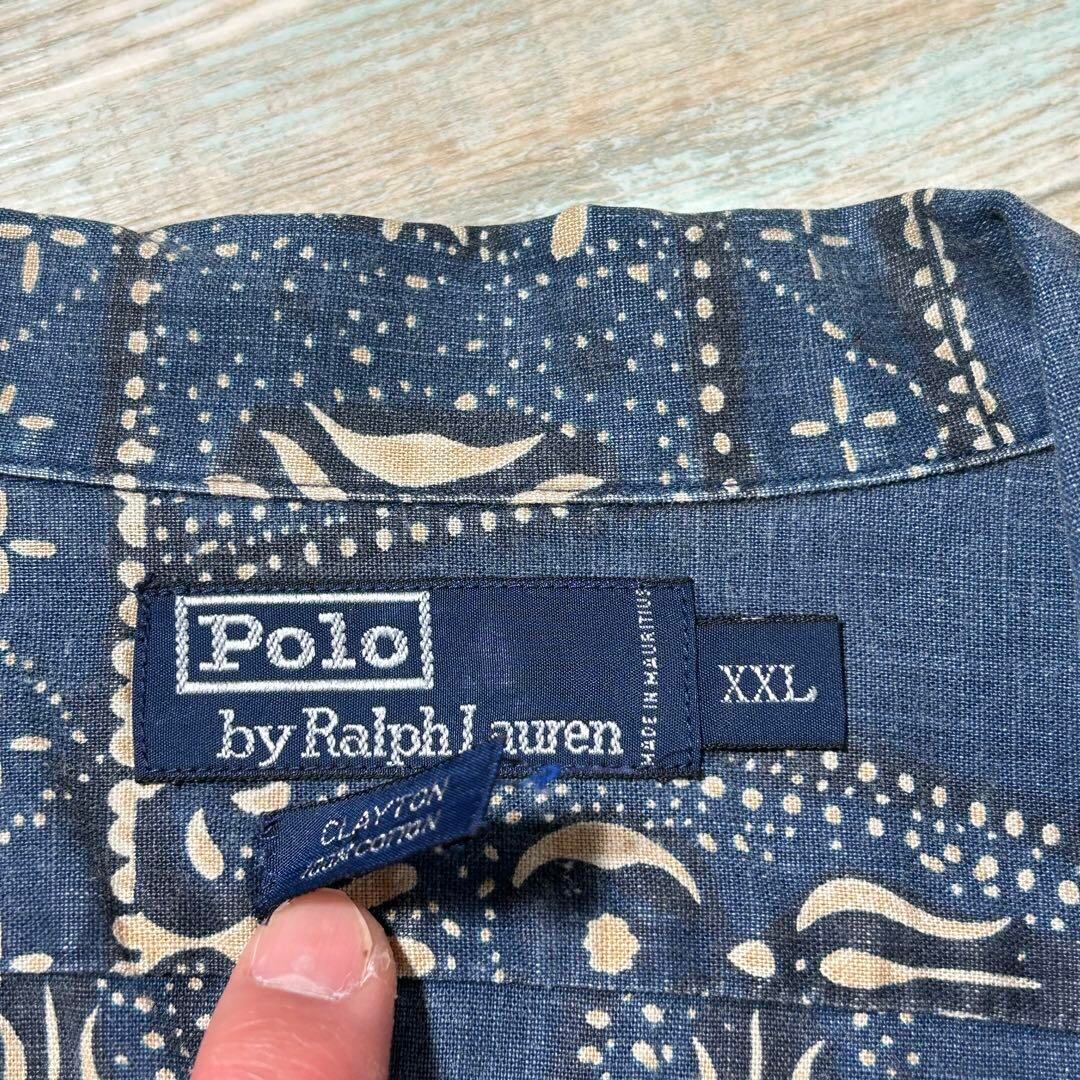 Polo
by Ralph Lauren
MADE IN MAURITIUS
XXL
CLAYTON
100% COTTON